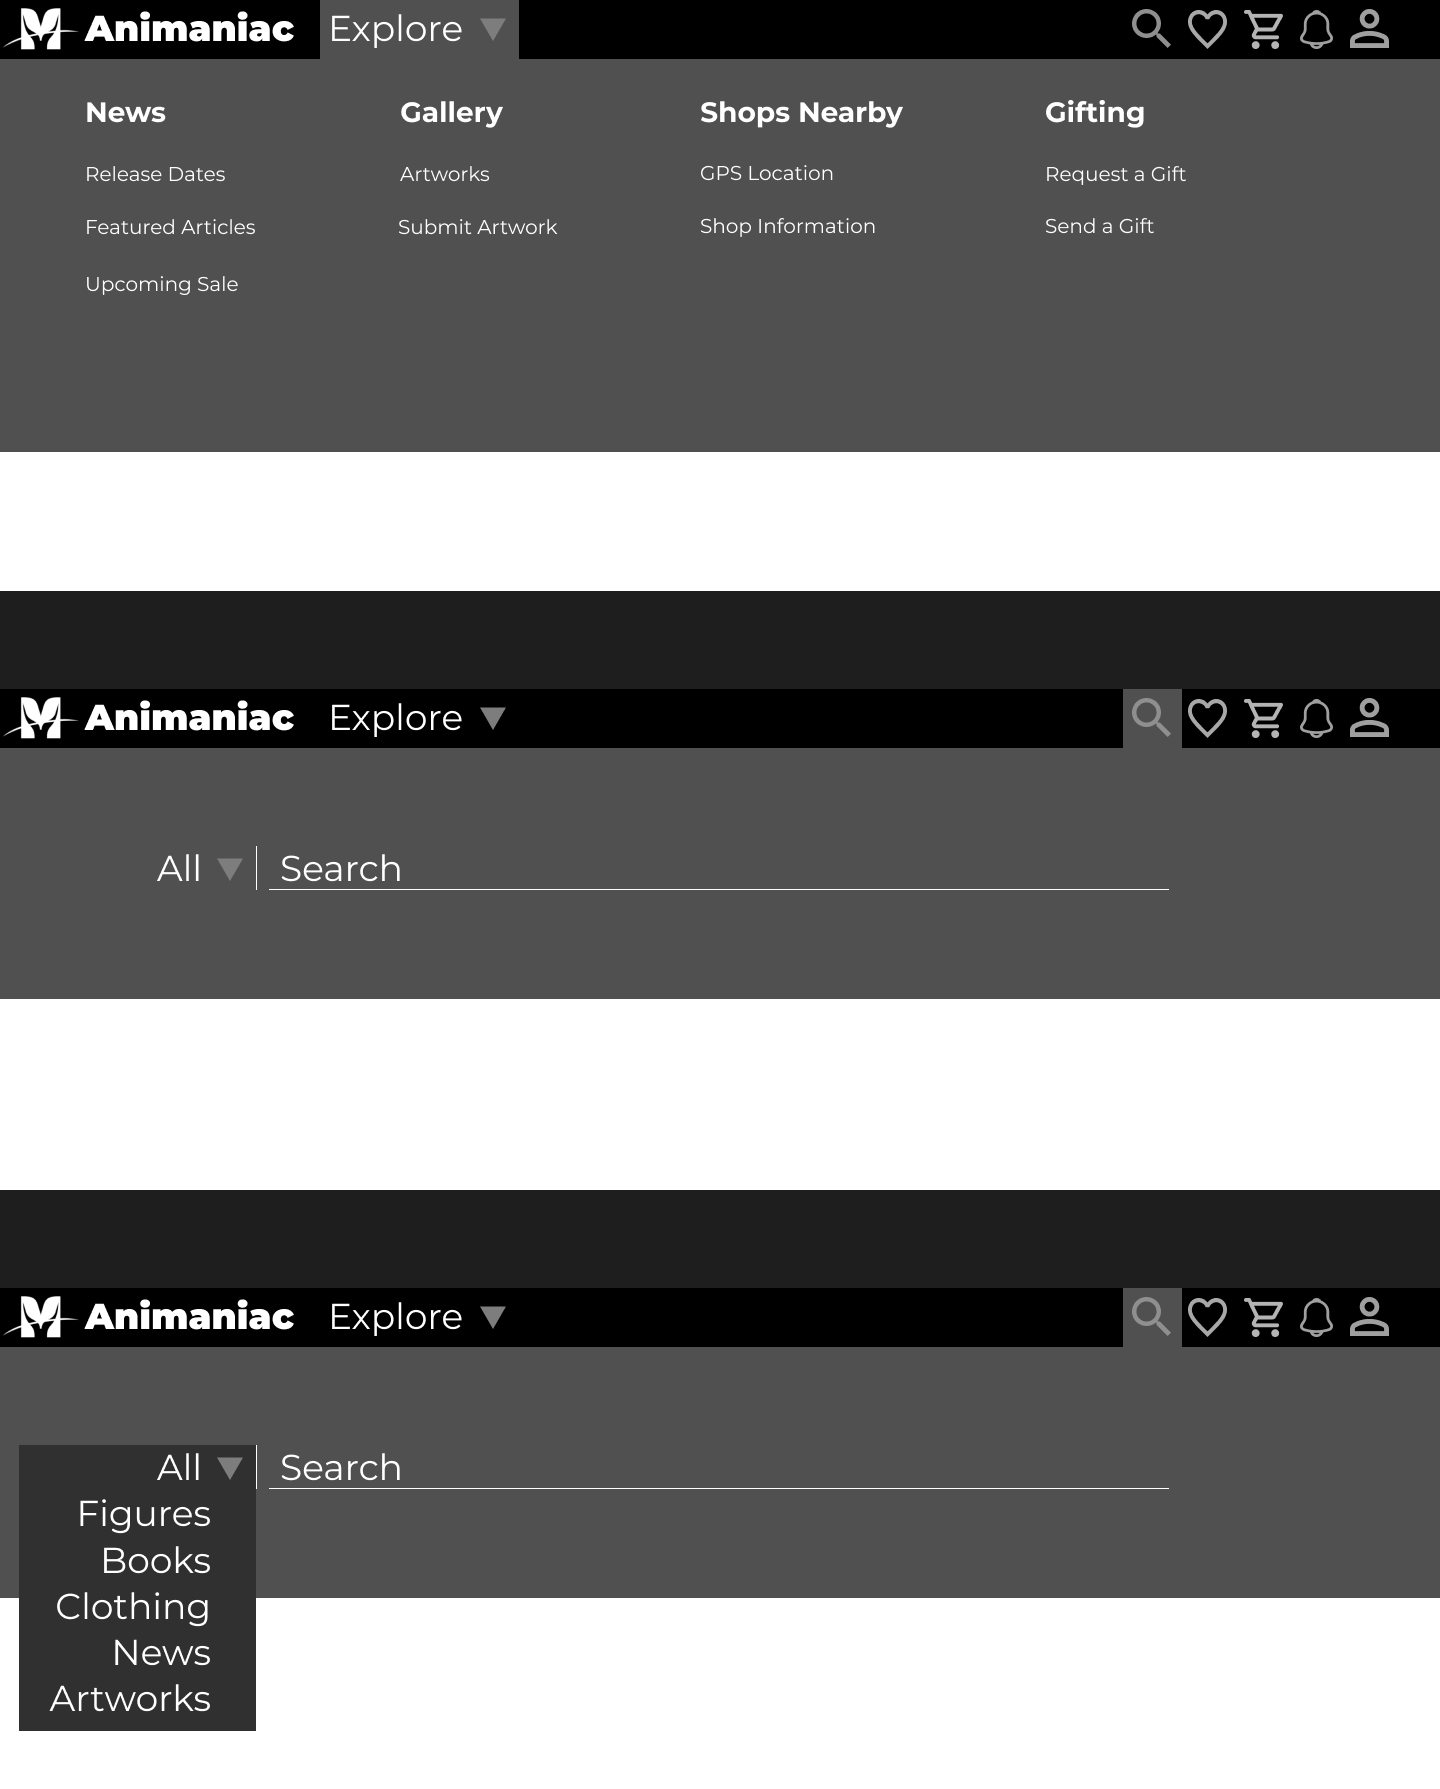 Animaniac Explore
News Gallery Shops Nearby Gifting
Release Dates Artworks GPS Location Request a Gift
Featured Articles Submit Artwork Shop Information Send a Gift
Upcoming Sale
Animaniac Explore
All Search
Animaniac Explore
All Search
Figures
Books
Clothing
News
Artworks